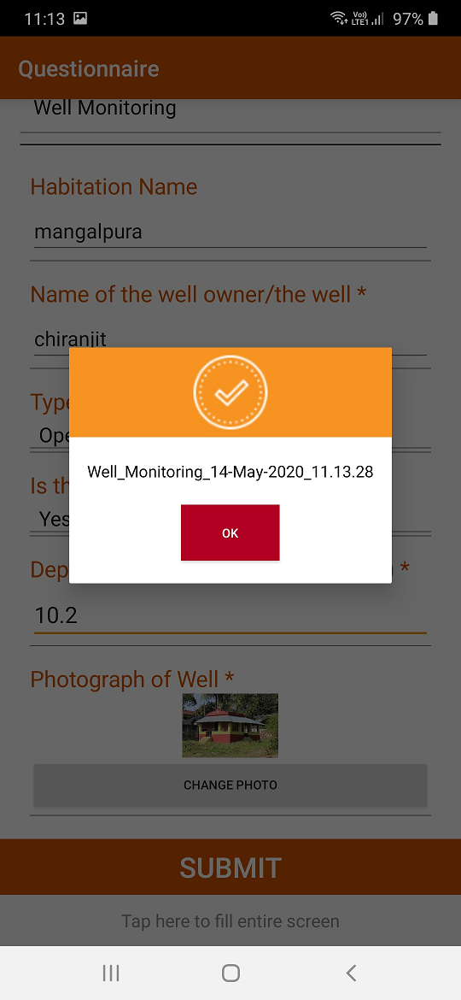 11:13
Vo)) LTE1
97%
Questionnaire
Well Monitoring
Habitation Name
mangalpura
Name of the well owner/the well *
chiranjit
Type
Ope
Is th
Yes
Dep
) *
10.2
Well_Monitoring_14-May-2020_11.13.28
OK
Photograph of Well *
CHANGE PHOTO
SUBMIT
Tap here to fill entire screen